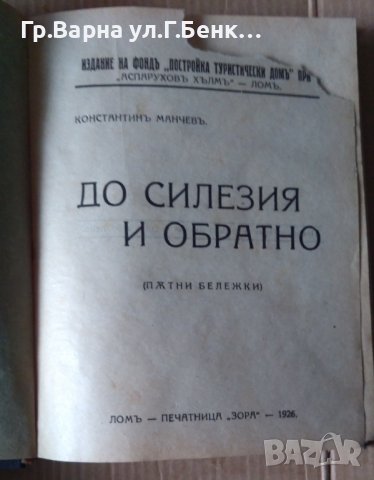 Гр.Варна ул.Г.Бенк...
ИЗДАНИЕ НА ФОНДЪ „ПОСТРОЙКА ТУРИСТИЧЕСКИ ДОМЪ" ПРИ
„АСПАРУХОВЪ ХЪЛМЪ" — ЛОМЪ.
КОНСТАНТИНЪ МАНЧЕВЪ.
ДО СИЛЕЗИЯ
И ОБРАТНО
(ПѪТНИ БЕЛЕЖКИ)
ЛОМЪ — ПЕЧАТНИЦА „ЗОРА" — 1926.
BAZAR